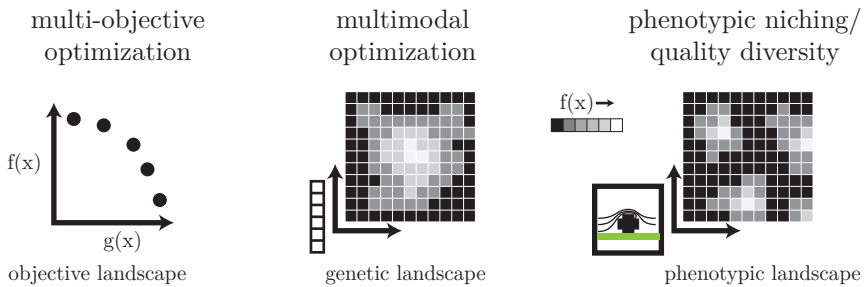 multi-objective
optimization
multimodal
optimization
phenotypic niching/
quality diversity
f(x)
g(x)
f(x)
objective landscape
genetic landscape
phenotypic landscape